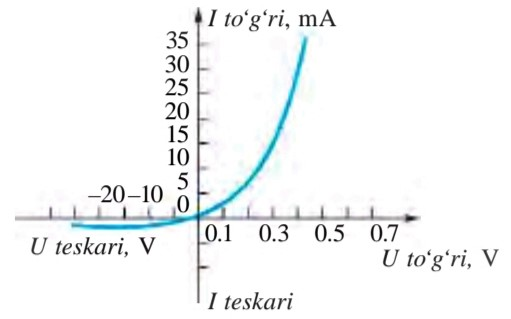 I to‘g‘ri, mA
35
30
25
20
15
10
5
0
–20 –10
0.1 0.3 0.5 0.7
U teskari, V
U to‘g‘ri, V
I teskari